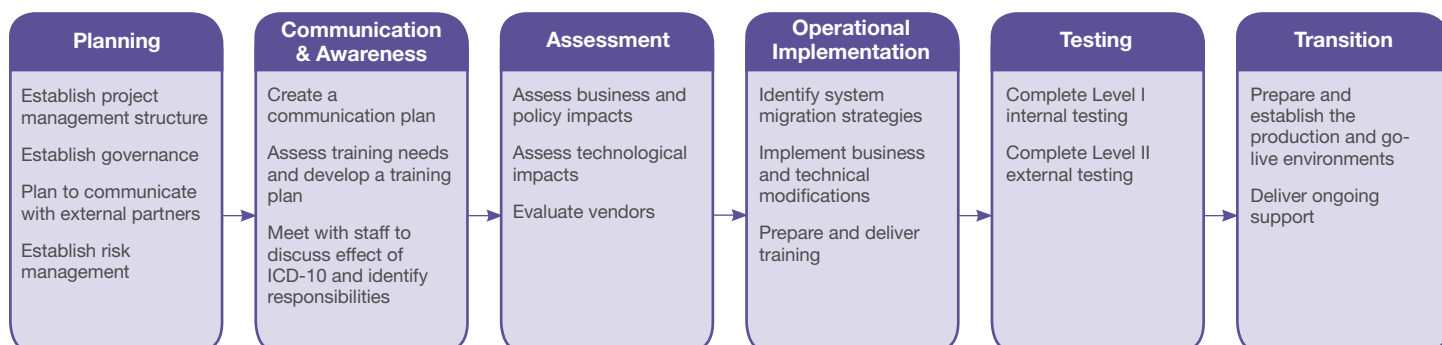 Planning
Establish project
management structure
Establish governance
Plan to communicate
with external partners
Establish risk
management
Communication
& Awareness
Create a
communication plan
Assess training needs
and develop a training
plan
Meet with staff to
discuss effect of
ICD-10 and identify
responsibilities
Assessment
Assess business and
policy impacts
Assess technological
impacts
Evaluate vendors
Operational
Implementation
Identify system
migration strategies
Implement business
and technical
modifications
Prepare and deliver
training
Testing
Complete Level I
internal testing
Complete Level II
external testing
Transition
Prepare and
establish the
production and go-
live environments
Deliver ongoing
support